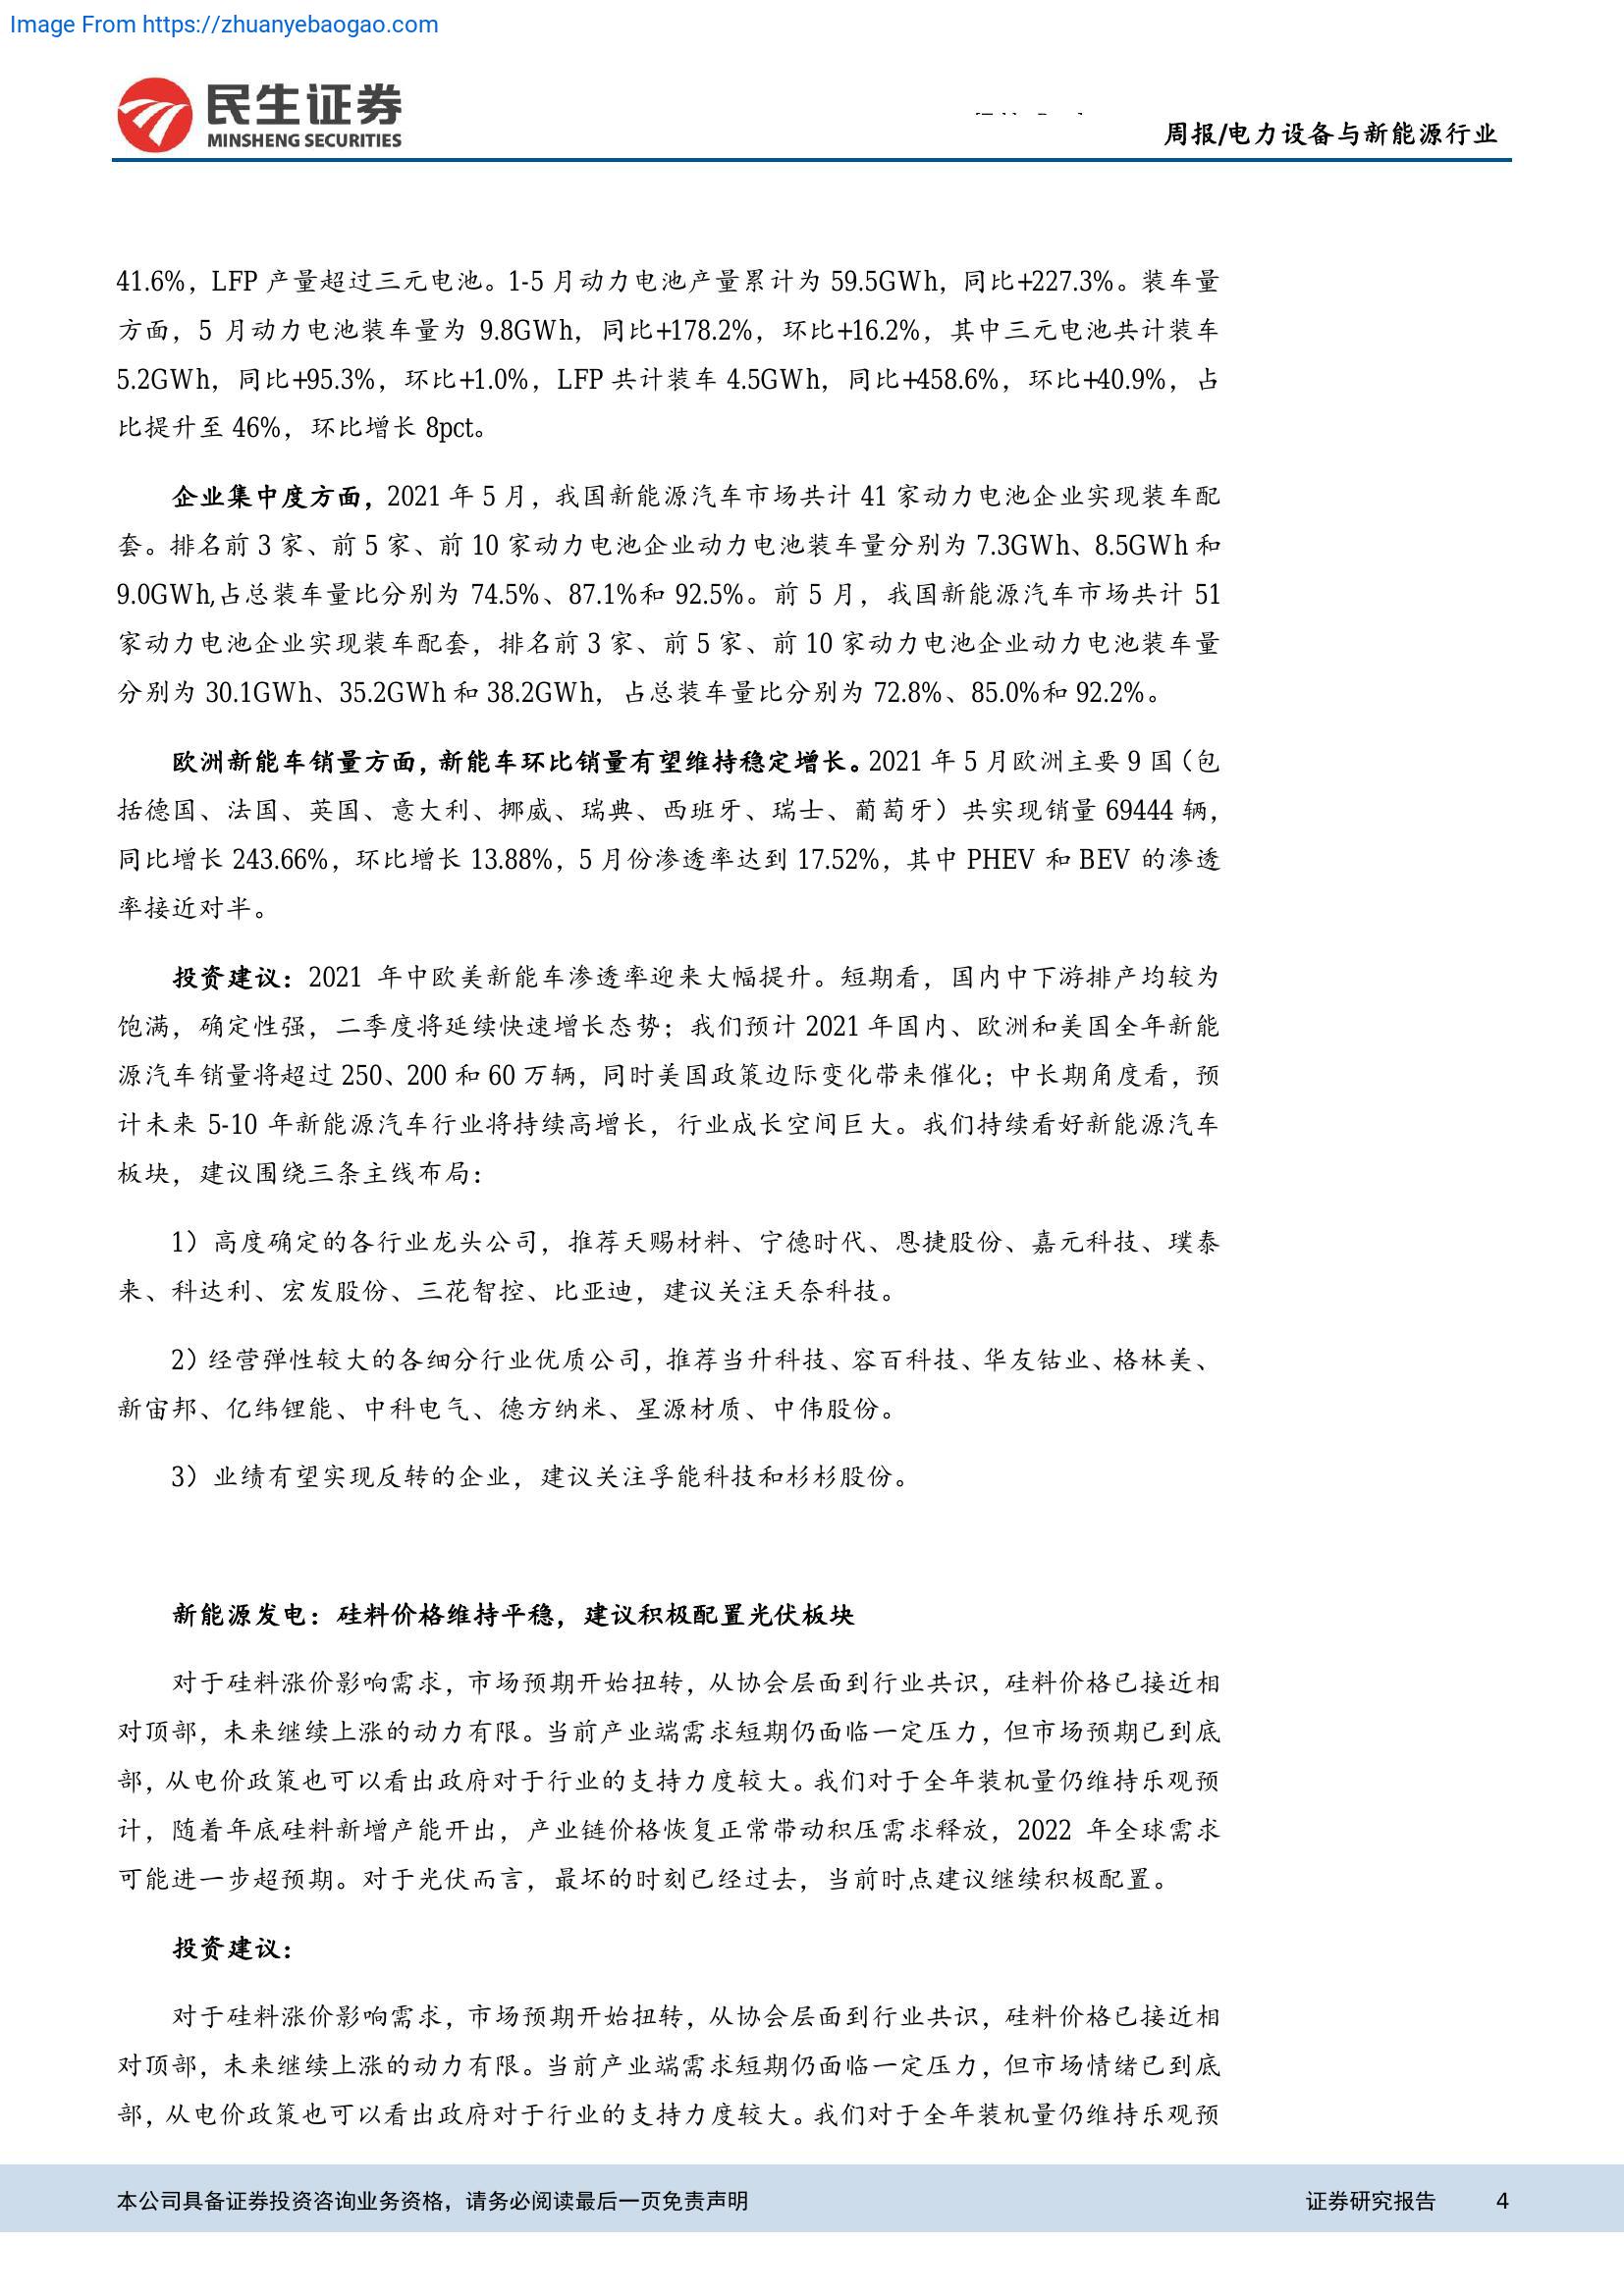 Image From https://zhuanyebaogao.com
民生证券
MINSHENG SECURITIES
周报/电力设备与新能源行业
41.6%，LFP 产量超过三元电池。1-5 月动力电池产量累计为 59.5GWh，同比+227.3%。装车量
方面，5 月动力电池装车量为 9.8GWh，同比+178.2%，环比+16.2%，其中三元电池共计装车
5.2GWh，同比+95.3%，环比+1.0%，LFP 共计装车 4.5GWh，同比+458.6%，环比+40.9%，占
比提升至 46%，环比增长 8pct。
企业集中度方面，2021 年 5 月，我国新能源汽车市场共计 41 家动力电池企业实现装车配
套。排名前 3 家、前 5 家、前 10 家动力电池企业动力电池装车量分别为 7.3GWh、8.5GWh 和
9.0GWh,占总装车量比分别为 74.5%、87.1%和 92.5%。前 5 月，我国新能源汽车市场共计 51
家动力电池企业实现装车配套，排名前 3 家、前 5 家、前 10 家动力电池企业动力电池装车量
分别为 30.1GWh、35.2GWh 和 38.2GWh，占总装车量比分别为 72.8%、85.0%和 92.2%。
欧洲新能车销量方面，新能车环比销量有望维持稳定增长。2021 年 5 月欧洲主要 9 国（包
括德国、法国、英国、意大利、挪威、瑞典、西班牙、瑞士、葡萄牙）共实现销量 69444 辆，
同比增长 243.66%，环比增长 13.88%，5 月份渗透率达到 17.52%，其中 PHEV 和 BEV 的渗透
率接近对半。
投资建议：2021 年中欧美新能车渗透率迎来大幅提升。短期看，国内中下游排产均较为
饱满，确定性强，二季度将延续快速增长态势；我们预计 2021 年国内、欧洲和美国全年新能
源汽车销量将超过 250、200 和 60 万辆，同时美国政策边际变化带来催化；中长期角度看，预
计未来 5-10 年新能源汽车行业将持续高增长，行业成长空间巨大。我们持续看好新能源汽车
板块，建议围绕三条主线布局：
1）高度确定的各行业龙头公司，推荐天赐材料、宁德时代、恩捷股份、嘉元科技、璞泰
来、科达利、宏发股份、三花智控、比亚迪，建议关注天奈科技。
2）经营弹性较大的各细分行业优质公司，推荐当升科技、容百科技、华友钴业、格林美、
新宙邦、亿纬锂能、中科电气、德方纳米、星源材质、中伟股份。
3）业绩有望实现反转的企业，建议关注孚能科技和杉杉股份。
新能源发电：硅料价格维持平稳，建议积极配置光伏板块
对于硅料涨价影响需求，市场预期开始扭转，从协会层面到行业共识，硅料价格已接近相
对顶部，未来继续上涨的动力有限。当前产业端需求短期仍面临一定压力，但市场预期已到底
部，从电价政策也可以看出政府对于行业的支持力度较大。我们对于全年装机量仍维持乐观预
计，随着年底硅料新增产能开出，产业链价格恢复正常带动积压需求释放，2022 年全球需求
可能进一步超预期。对于光伏而言，最坏的时刻已经过去，当前时点建议继续积极配置。
投资建议：
对于硅料涨价影响需求，市场预期开始扭转，从协会层面到行业共识，硅料价格已接近相
对顶部，未来继续上涨的动力有限。当前产业端需求短期仍面临一定压力，但市场情绪已到底
部，从电价政策也可以看出政府对于行业的支持力度较大。我们对于全年装机量仍维持乐观预
本公司具备证券投资咨询业务资格，请务必阅读最后一页免责声明
证券研究报告 4